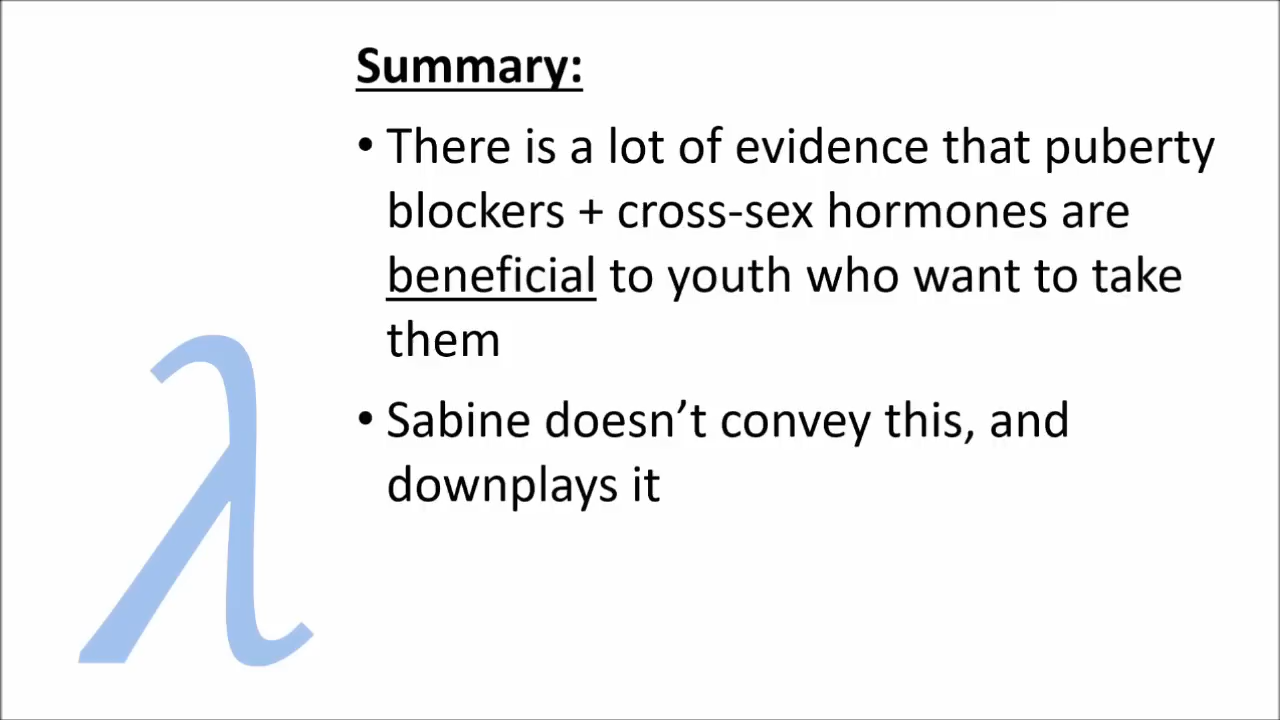 Summary:
• There is a lot of evidence that puberty
blockers + cross-sex hormones are
beneficial to youth who want to take
them
• Sabine doesn’t convey this, and
downplays it
λ